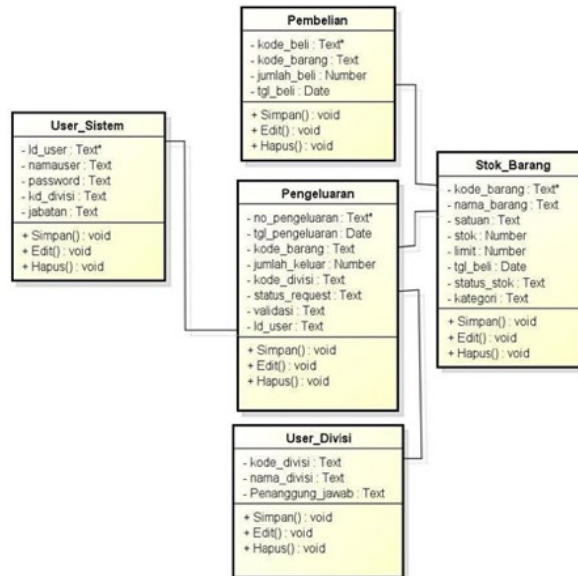 Pembelian
- kode_beli : Text*
- kode_barang : Text
- jumlah_beli : Number
- tgl_beli : Date
+ Simpan() : void
+ Edit() : void
+ Hapus() : void
User_Sistem
- Id_user : Text*
- namauser : Text
- password : Text
- kd_divisi : Text
- jabatan : Text
+ Simpan() : void
+ Edit() : void
+ Hapus() : void
Pengeluaran
- no_pengeluaran : Text*
- tgl_pengeluaran : Date
- kode_barang : Text
- jumlah_keluar : Number
- kode_divisi : Text
- status_request : Text
- validasi : Text
- Id_user : Text
+ Simpan() : void
+ Edit() : void
+ Hapus() : void
Stok_Barang
- kode_barang : Text*
- nama_barang : Text
- satuan : Text
- stok : Number
- limit : Number
- tgl_beli : Date
- status_stok : Text
- kategori : Text
+ Simpan() : void
+ Edit() : void
+ Hapus() : void
User_Divisi
- kode_divisi : Text
- nama_divisi : Text
- Penanggung_jawab : Text
+ Simpan() : void
+ Edit() : void
+ Hapus() : void